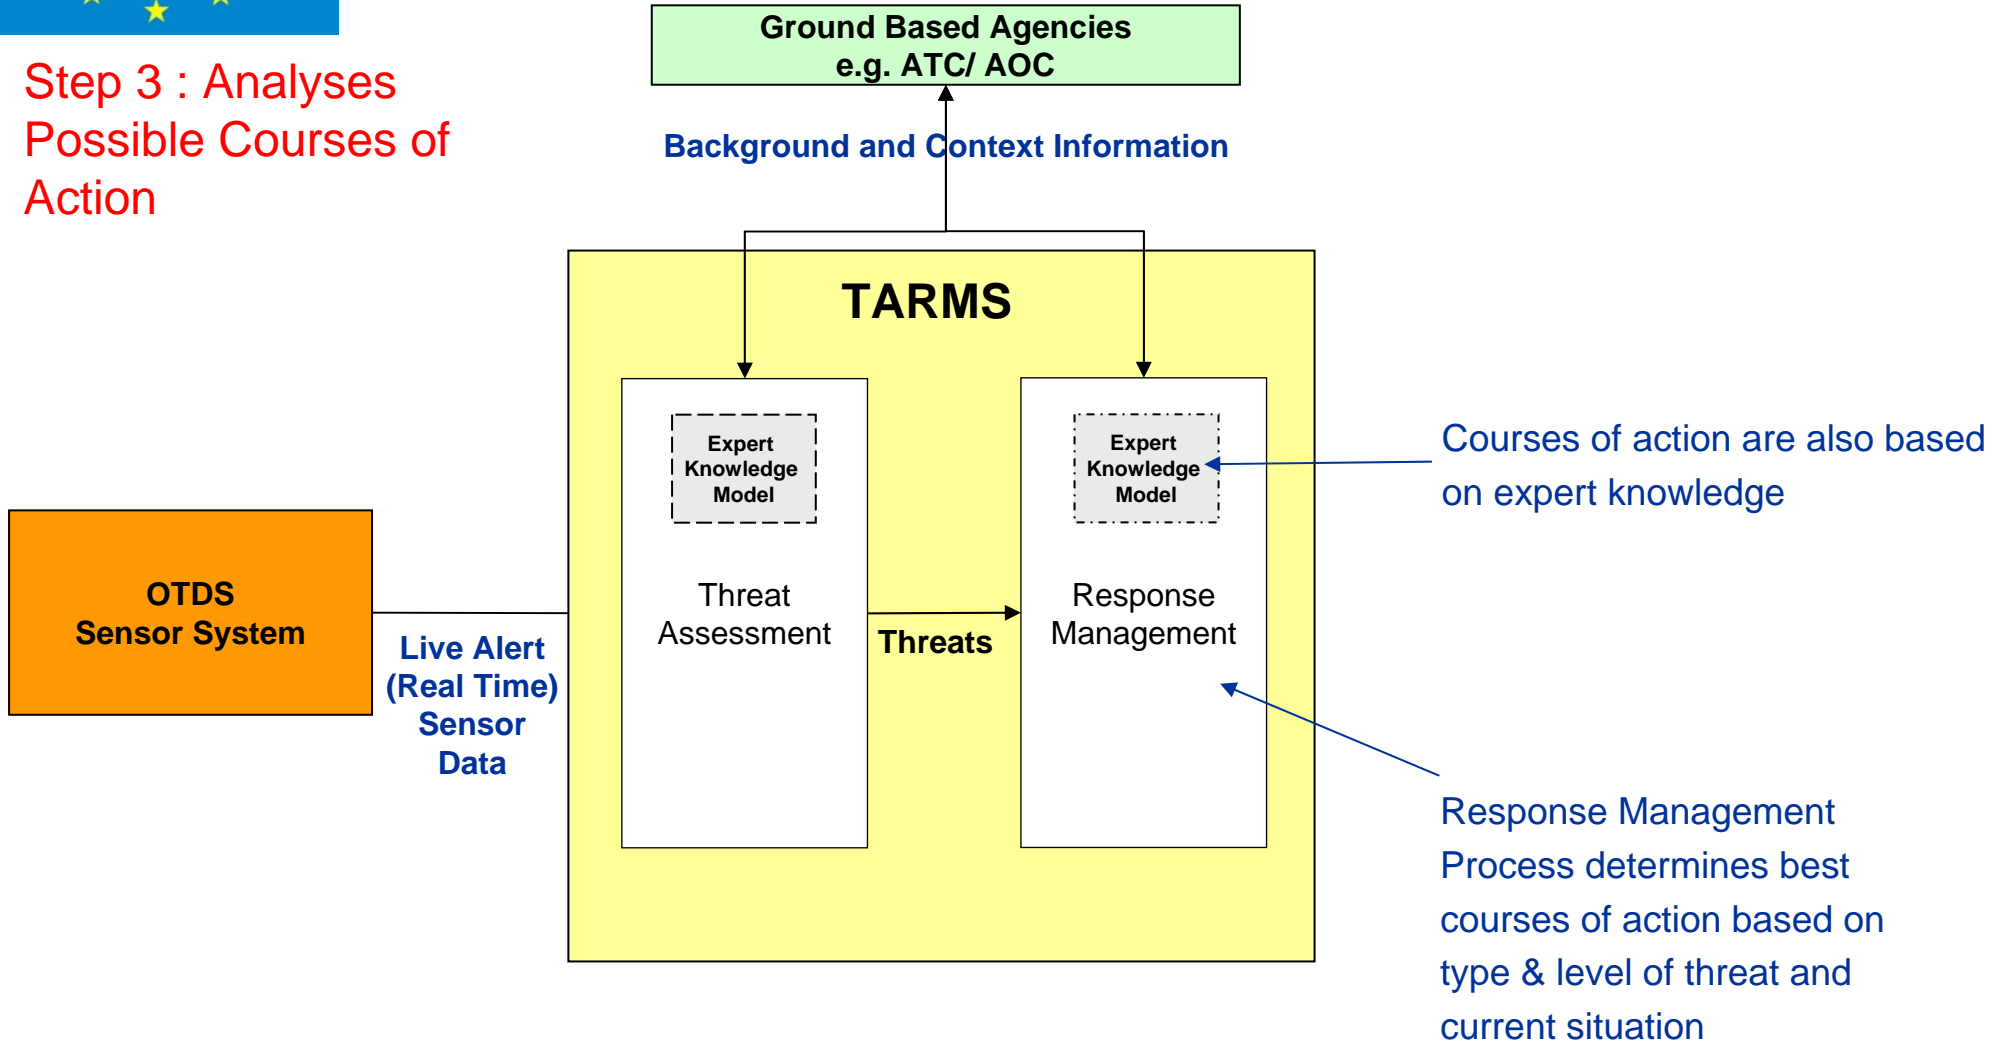 Step 3 : Analyses
Possible Courses of
Action
Ground Based Agencies
e.g. ATC/ AOC
Background and Context Information
TARMS
Expert
Knowledge
Model
Threat
Assessment
Threats
Expert
Knowledge
Model
Response
Management
OTDS
Sensor System
Live Alert
(Real Time)
Sensor
Data
Courses of action are also based
on expert knowledge
Response Management
Process determines best
courses of action based on
type & level of threat and
current situation